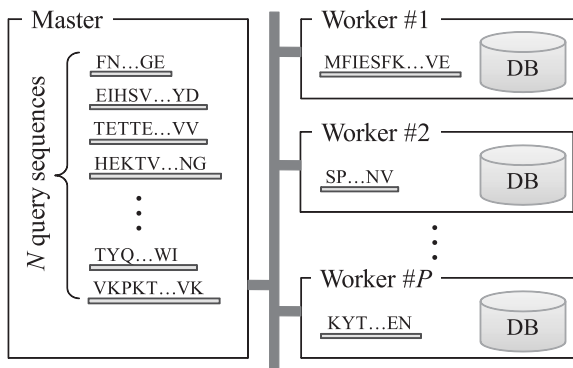 Master
N query sequences
FN...GE
EIHSV...YD
TETTE...VV
HEKTV...NG
TYQ...WI
VKPKT...VK
Worker #1
MFIESFK...VE
DB
Worker #2
SP...NV
DB
Worker #P
KYT...EN
DB